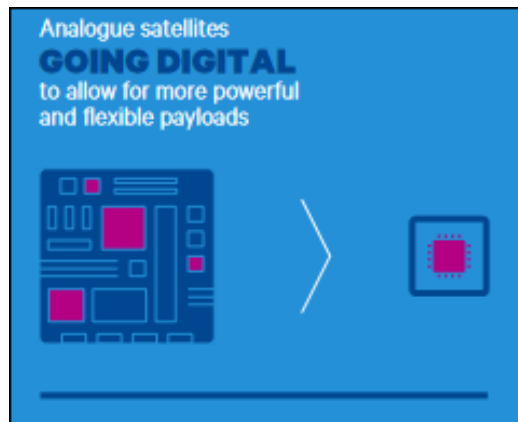 Analogue satellites
GOING DIGITAL
to allow for more powerful
and flexible payloads